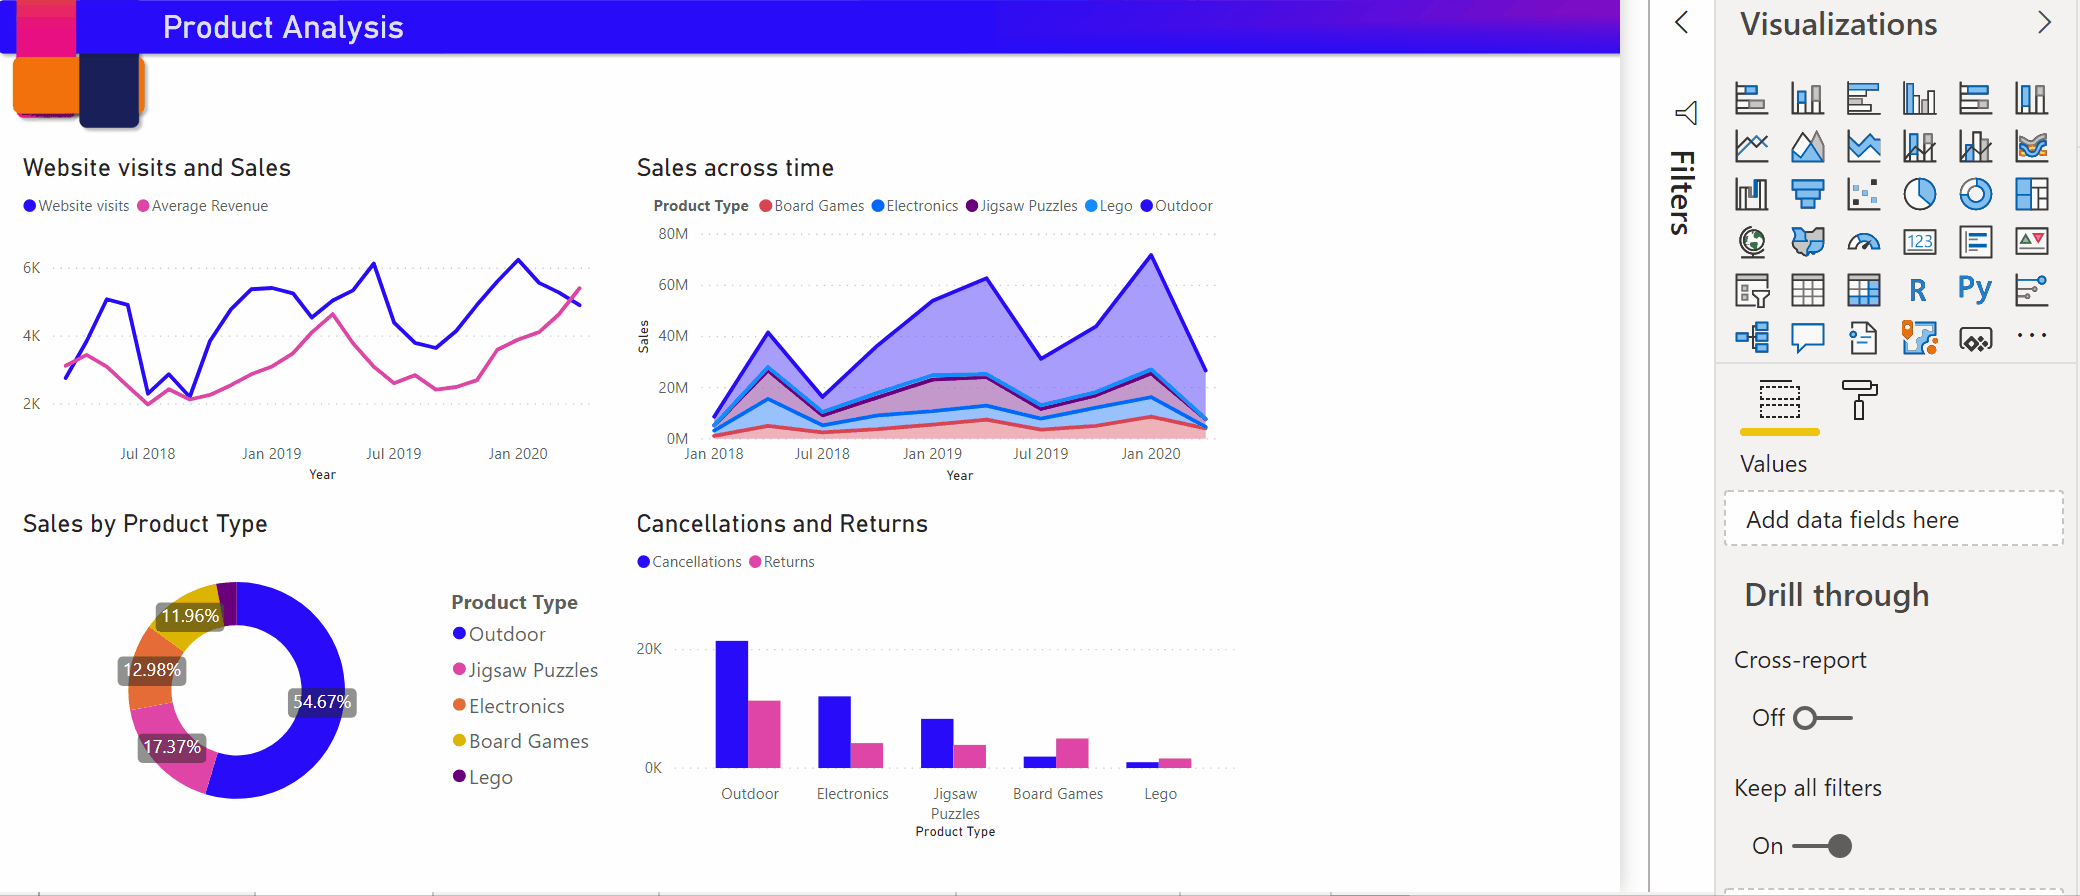 Product Analysis
Website visits and Sales
Website visits Average Revenue
6K
4K
2K
Jul 2018 Jan 2019 Jul 2019 Jan 2020
Year
Sales across time
Product Type Board Games Electronics Jigsaw Puzzles Lego Outdoor
80M
60M
40M
20M
0M
Sales
Jan 2018 Jul 2018 Jan 2019 Jul 2019 Jan 2020
Year
Sales by Product Type
11.96%
12.98%
54.67%
17.37%
Product Type
Outdoor
Jigsaw Puzzles
Electronics
Board Games
Lego
Cancellations and Returns
Cancellations Returns
20K
0K
Outdoor Electronics Jigsaw Puzzles Board Games Lego
Product Type
Filters
Visualizations
123
R Py
Values
Add data fields here
Drill through
Cross-report
Off
Keep all filters
On